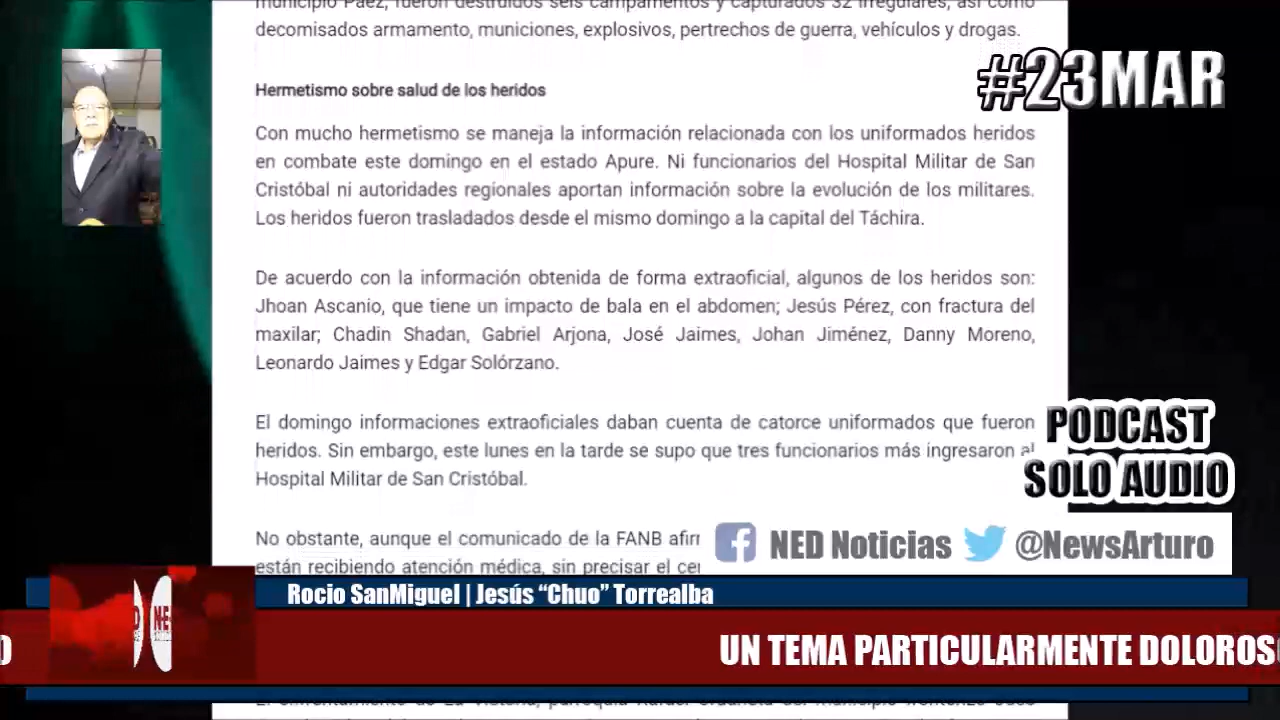 municipio Páez, fueron destruidos seis campamentos y capturados 32 irregulares, así como
decomisados armamento, municiones, explosivos, pertrechos de guerra, vehículos y drogas.
#23MAR
Hermetismo sobre salud de los heridos
Con mucho hermetismo se maneja la información relacionada con los uniformados heridos
en combate este domingo en el estado Apure. Ni funcionarios del Hospital Militar de San
Cristóbal ni autoridades regionales aportan información sobre la evolución de los militares.
Los heridos fueron trasladados desde el mismo domingo a la capital del Táchira.
De acuerdo con la información obtenida de forma extraoficial, algunos de los heridos son:
Jhoan Ascanio, que tiene un impacto de bala en el abdomen; Jesús Pérez, con fractura del
maxilar; Chadin Shadan, Gabriel Arjona, José Jaimes, Johan Jiménez, Danny Moreno,
Leonardo Jaimes y Edgar Solórzano.
El domingo informaciones extraoficiales daban cuenta de catorce uniformados que fueron
heridos. Sin embargo, este lunes en la tarde se supo que tres funcionarios más ingresaron al
Hospital Militar de San Cristóbal.
PODCAST
SOLO AUDIO
No obstante, aunque el comunicado de la FANB
están recibiendo atención médica, sin precisar el
NED Noticias @NewsArturo
Rocio SanMiguel | Jesús “Chuo” Torrealba
UN TEMA PARTICULARMENTE DOLOROS